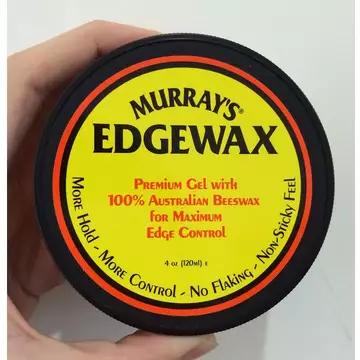 MURRAY'S®
EDGEWAX
PREMIUM GEL WITH
100% AUSTRALIAN BEESWAX
FOR MAXIMUM
EDGE CONTROL
4 oz (120ml) e
MORE HOLD - MORE CONTROL - NO FLAKING - NON-STICKY FEEL